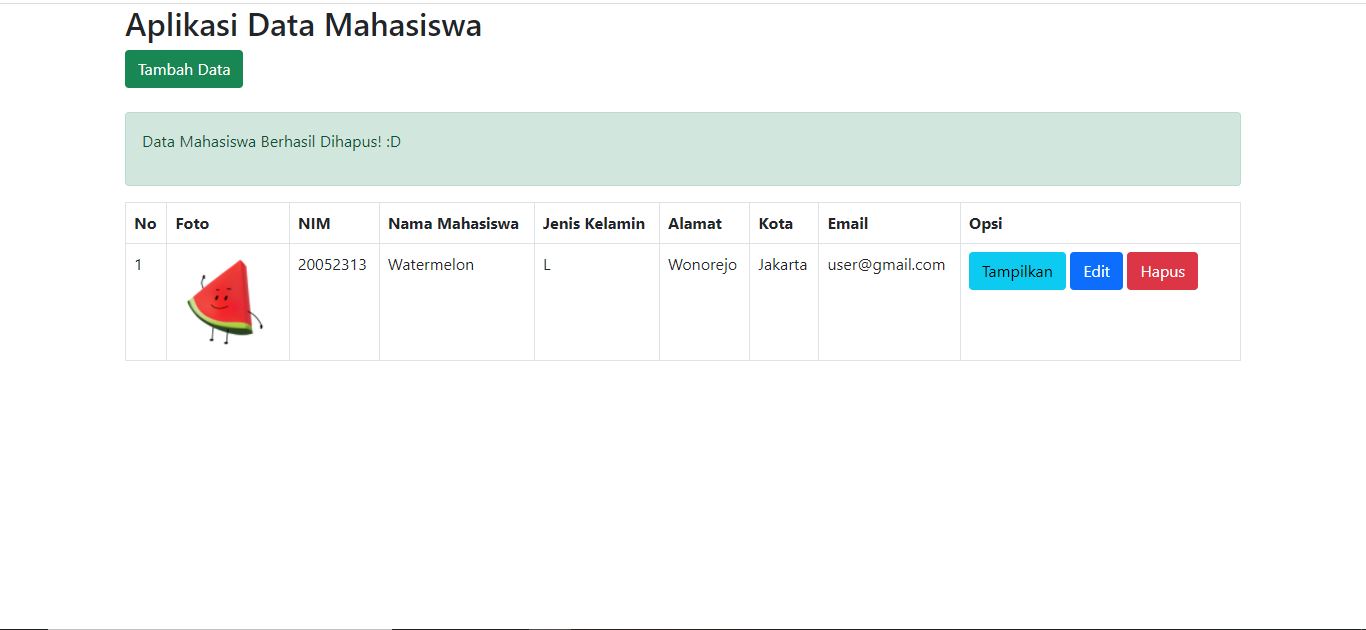 Aplikasi Data Mahasiswa
Tambah Data
Data Mahasiswa Berhasil Dihapus! :D
No Foto NIM Nama Mahasiswa Jenis Kelamin Alamat Kota Email Opsi
1 20052313 Watermelon L Wonorejo Jakarta user@gmail.com Tampilkan Edit Hapus